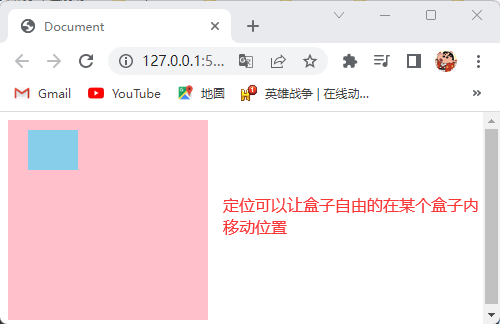 Document
127.0.0.1:5...
Gmail
YouTube
地圖
英雄战争 | 在线动...
定位可以让盒子自由的在某个盒子内
移动位置